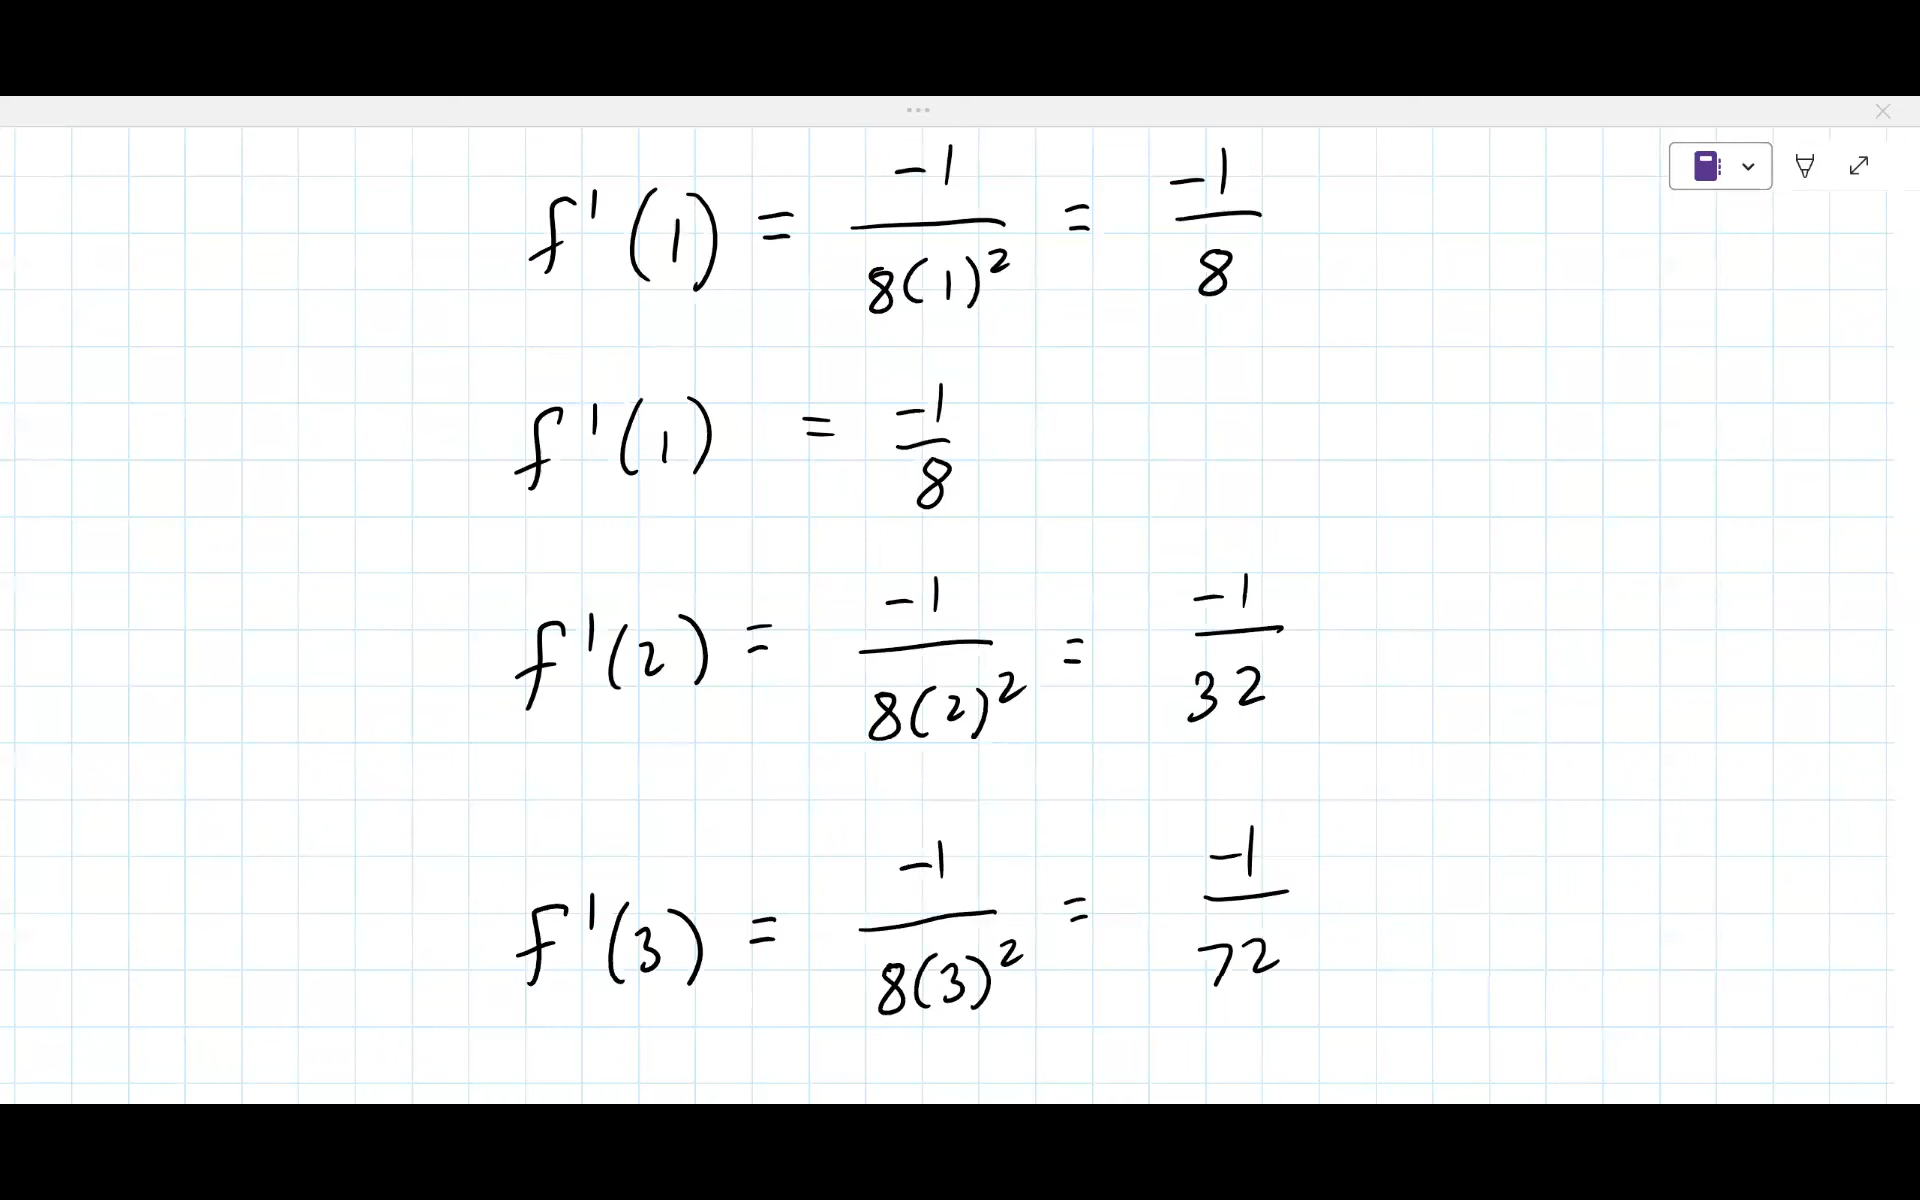 f'(1) = -1/8(1)² = -1/8
f'(1) = -1/8
f'(2) = -1/8(2)² = -1/32
f'(3) = -1/8(3)² = -1/72